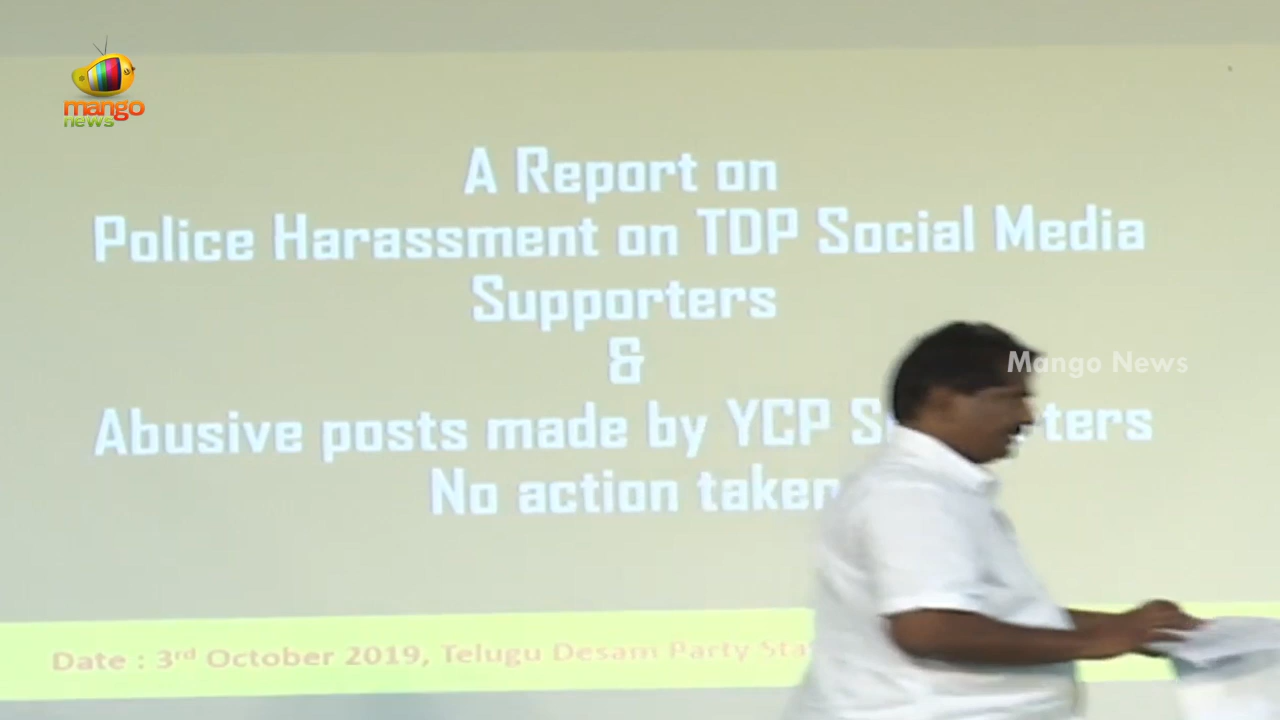 mango
news
A Report on
Police Harassment on TDP Social Media
Supporters
&
Mango News
Abusive posts made by YCP
No action taken
Date : 3rd October 2019, Telugu Desam Party